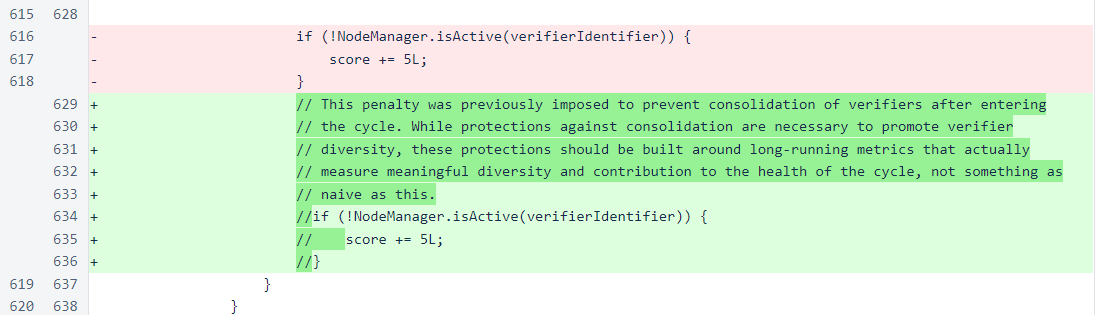 615 628
616 - if (!NodeManager.isActive(verifierIdentifier)) {
617 - score += 5L;
618 - }
629 + // This penalty was previously imposed to prevent consolidation of verifiers after entering
630 + // the cycle. While protections against consolidation are necessary to promote verifier
631 + // diversity, these protections should be built around long-running metrics that actually
632 + // measure meaningful diversity and contribution to the health of the cycle, not something as
633 + // naive as this.
634 + //if (!NodeManager.isActive(verifierIdentifier)) {
635 + //    score += 5L;
636 + //}
619 637 }
620 638 }